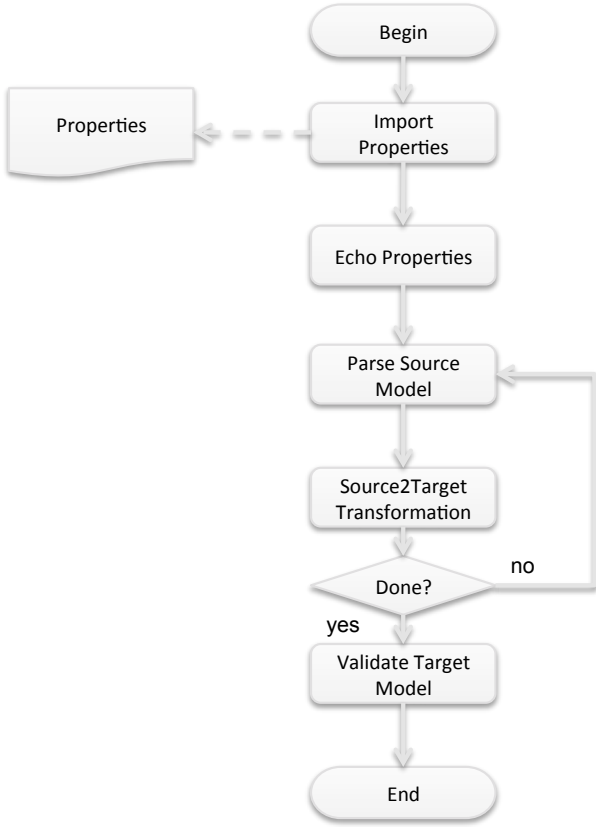 Begin
Properties
Import
Properties
Echo Properties
Parse Source
Model
Source2Target
Transformation
Done?
no
yes
Validate Target
Model
End